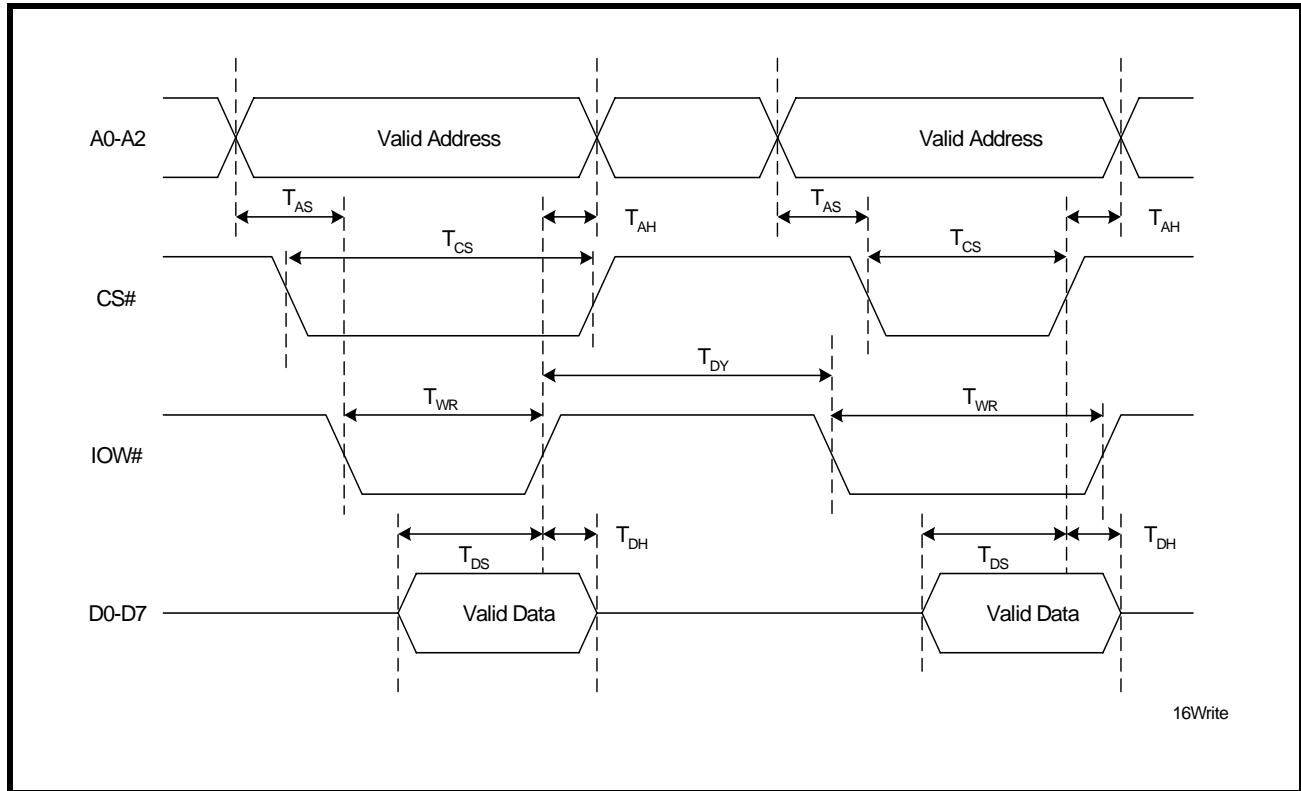 A0-A2
Valid Address
Valid Address
TAS
TAH
TAS
TAH
TCS
TCS
CS#
TDY
TWR
TWR
IOW#
TDS
TDH
TDS
TDH
D0-D7
Valid Data
Valid Data
16Write